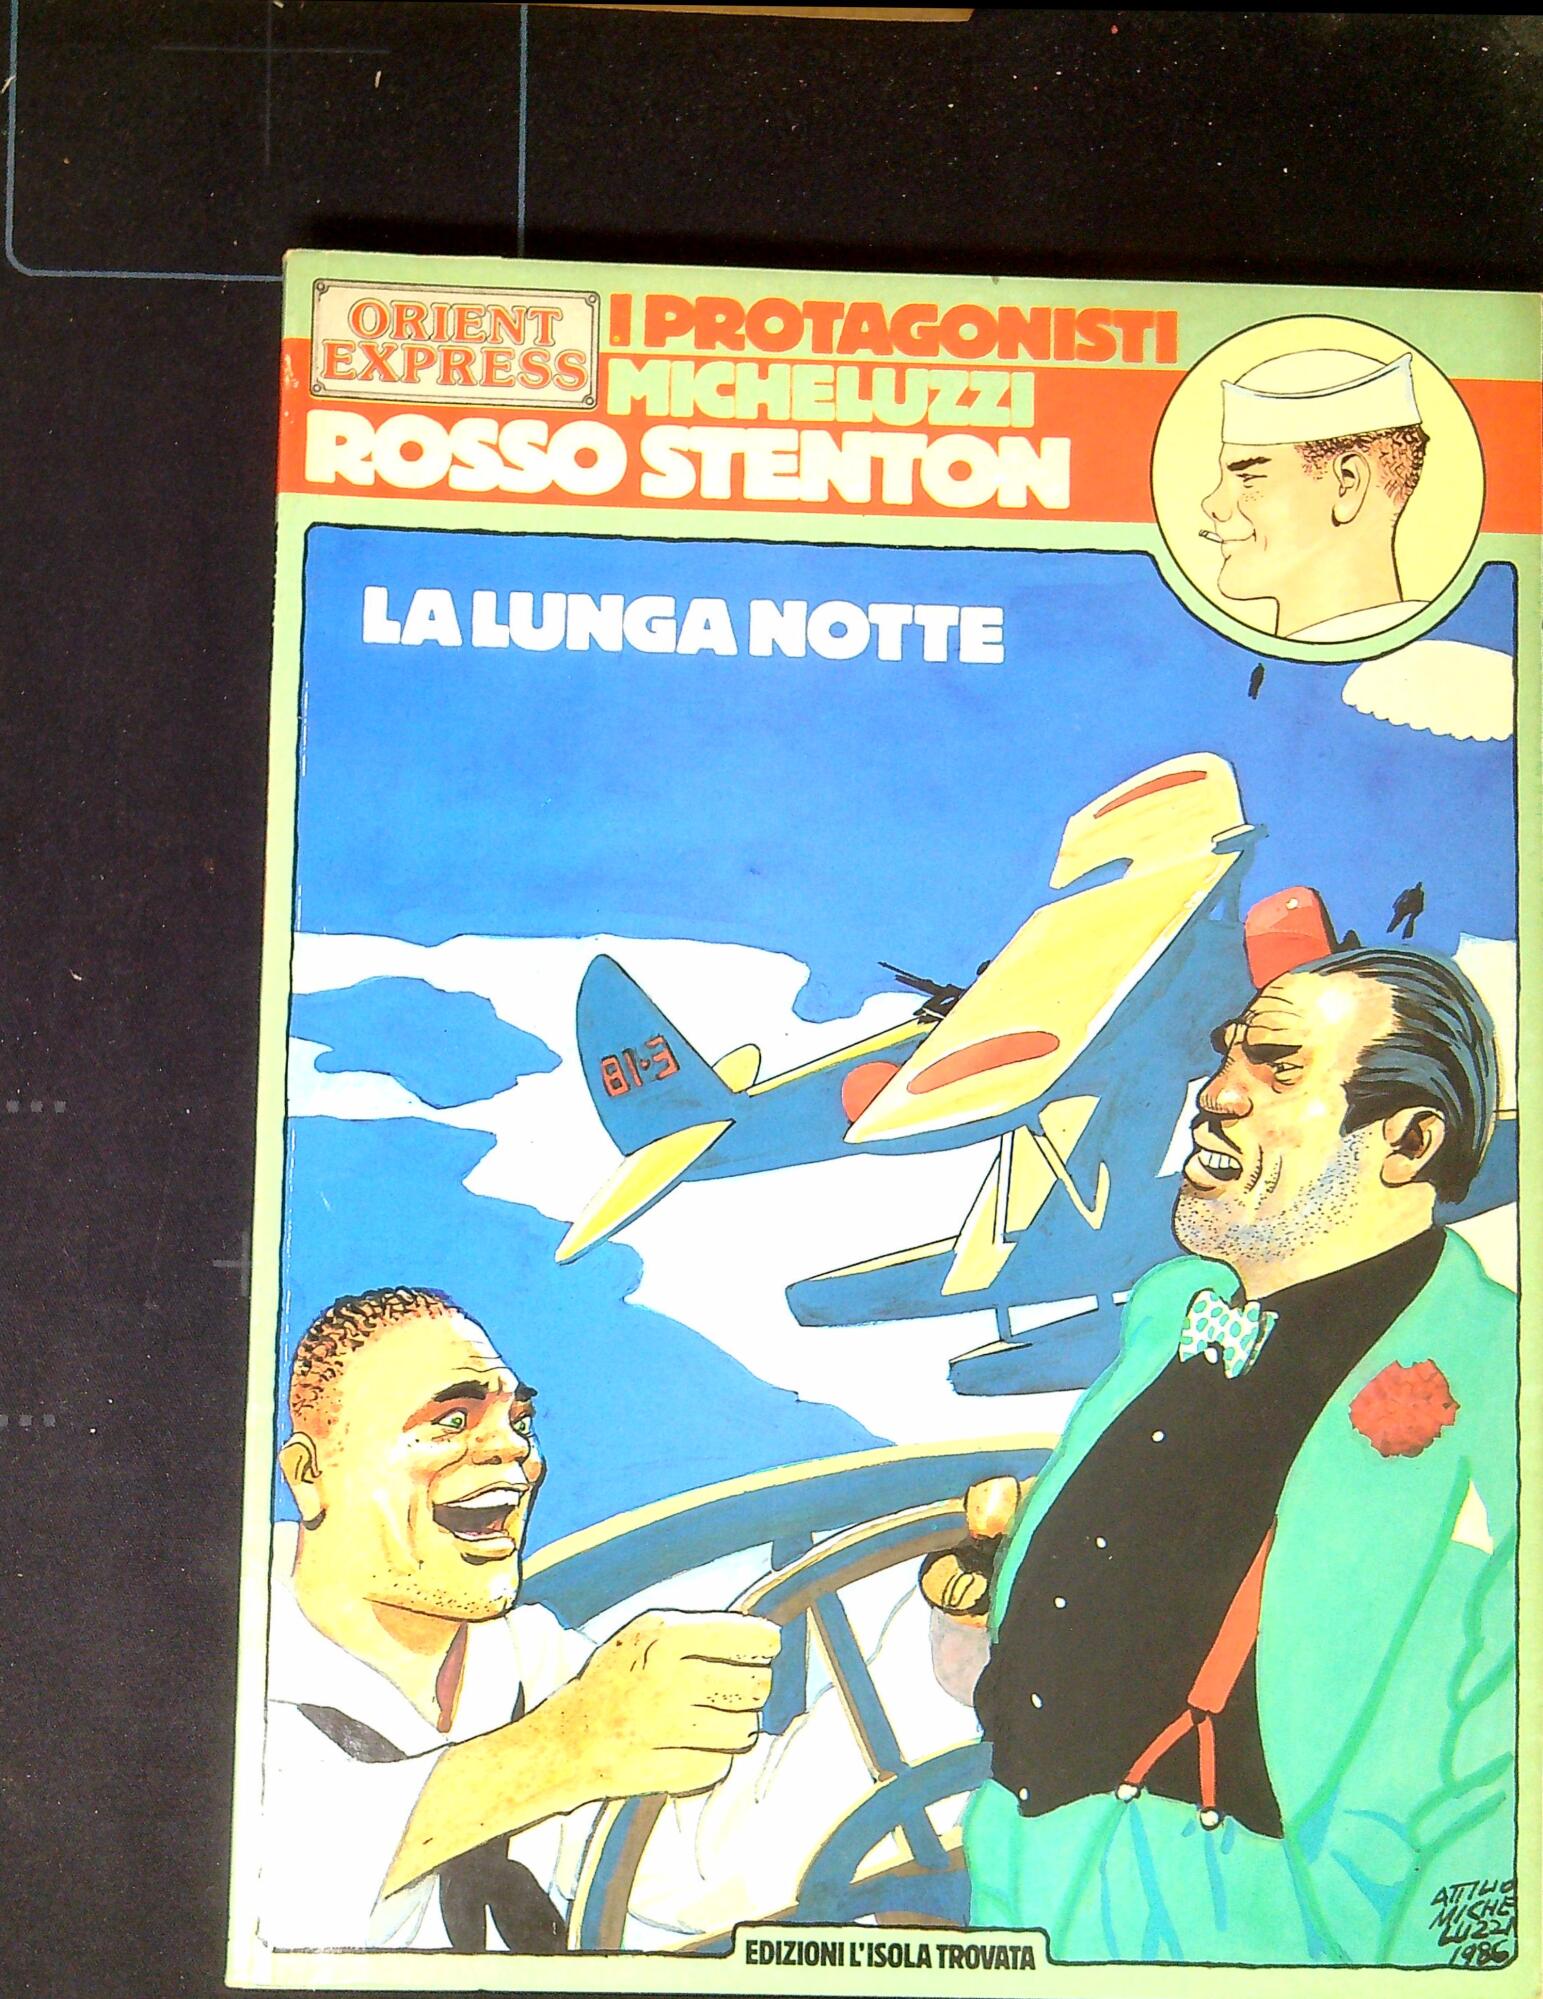 ORIENT
EXPRESS
I PROTAGONISTI
MICHELUZZI
ROSSO STENTON
LA LUNGA NOTTE
81-3
EDIZIONI L'ISOLA TROVATA
ATTILIO
MICHE
LUZZI
1986